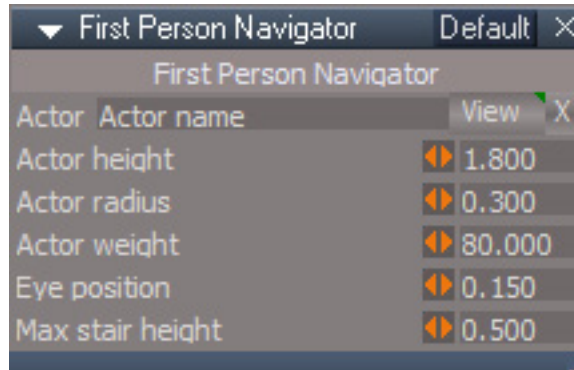 First Person Navigator Default X
First Person Navigator
Actor Actor name View X
Actor height 1.800
Actor radius 0.300
Actor weight 80.000
Eye position 0.150
Max stair height 0.500